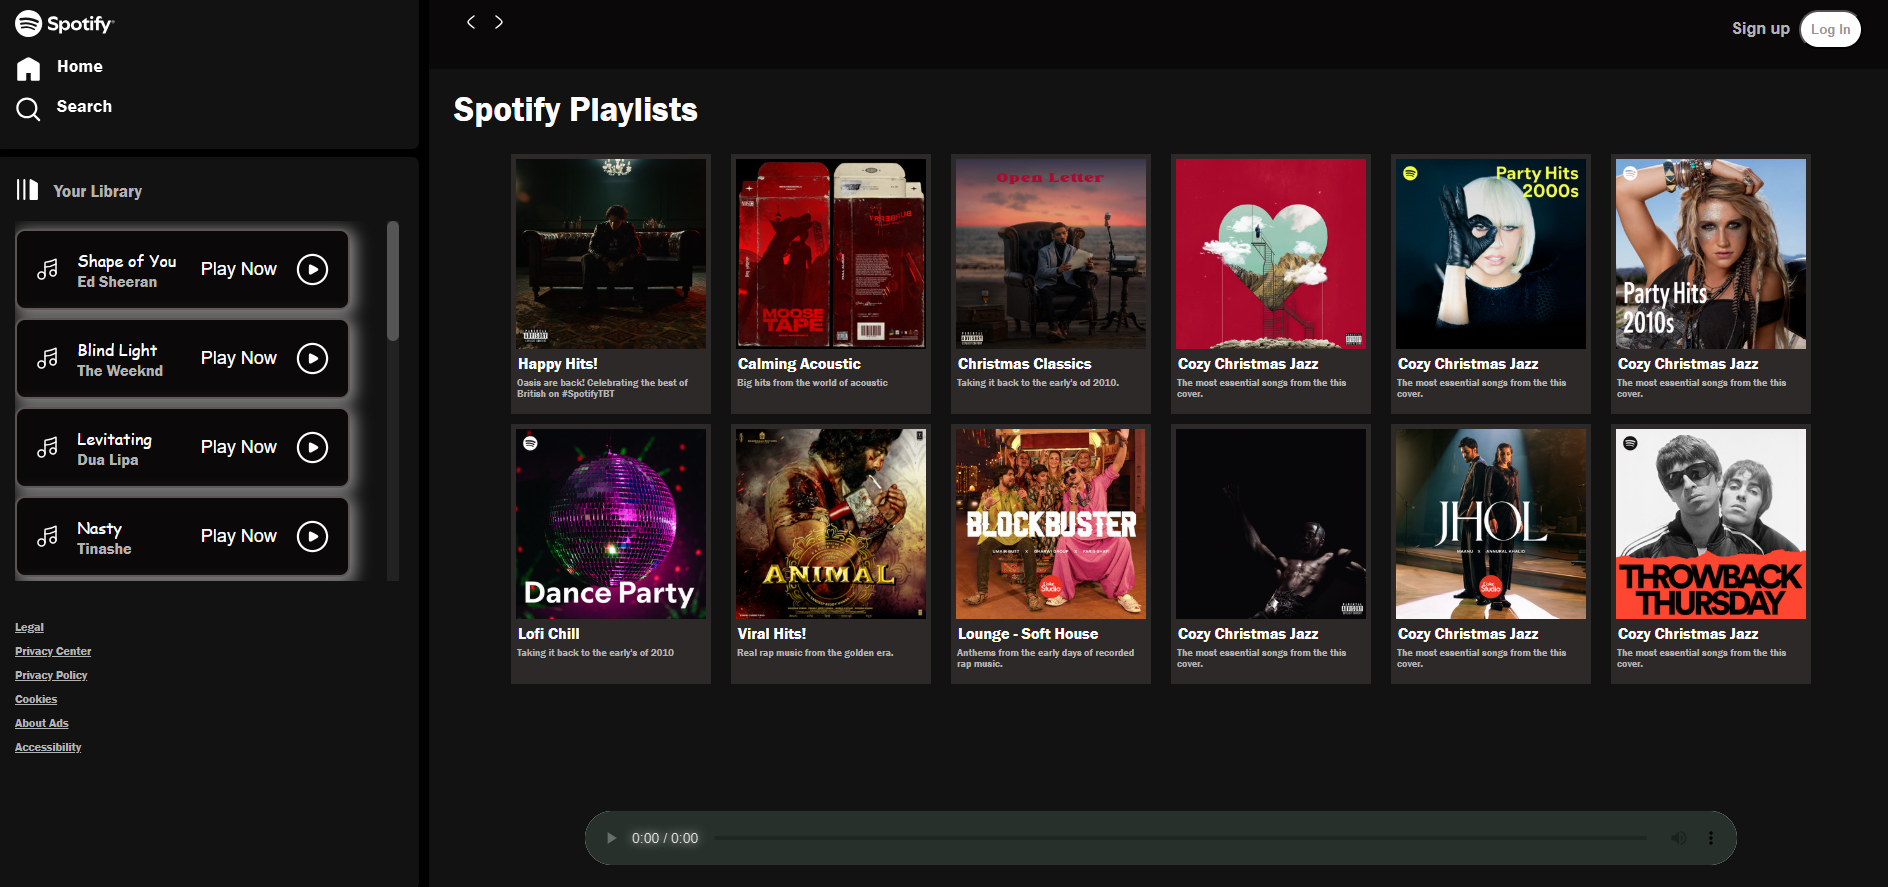 Spotify
Home
Search
Your Library
Shape of You
Ed Sheeran
Play Now
Blind Light
The Weeknd
Play Now
Levitating
Dua Lipa
Play Now
Nasty
Tinashe
Play Now
Legal
Privacy Center
Privacy Policy
Cookies
About Ads
Accessibility
Sign up
Log In
Spotify Playlists
Happy Hits!
Oasis are back! Celebrating the best of
British on #SpotifyTBT
MOOSE
TAPE
Calming Acoustic
Big hits from the world of acoustic
Open Letter
Christmas Classics
Taking it back to the early's od 2010.
Cozy Christmas Jazz
The most essential songs from the this
cover.
Party Hits
2000s
Cozy Christmas Jazz
The most essential songs from the this
cover.
Party Hits
2010s
Cozy Christmas Jazz
The most essential songs from the this
cover.
Dance Party
Lofi Chill
Taking it back to the early's of 2010
ANIMAL
Viral Hits!
Real rap music from the golden era.
BLOCKBUSTER
Lounge - Soft House
Anthems from the early days of recorded
rap music.
Cozy Christmas Jazz
The most essential songs from the this
cover.
JHOL
MAANU X ANNURAL KHALID
Cozy Christmas Jazz
The most essential songs from the this
cover.
THROWBACK
THURSDAY
Cozy Christmas Jazz
The most essential songs from the this
cover.
0:00 / 0:00